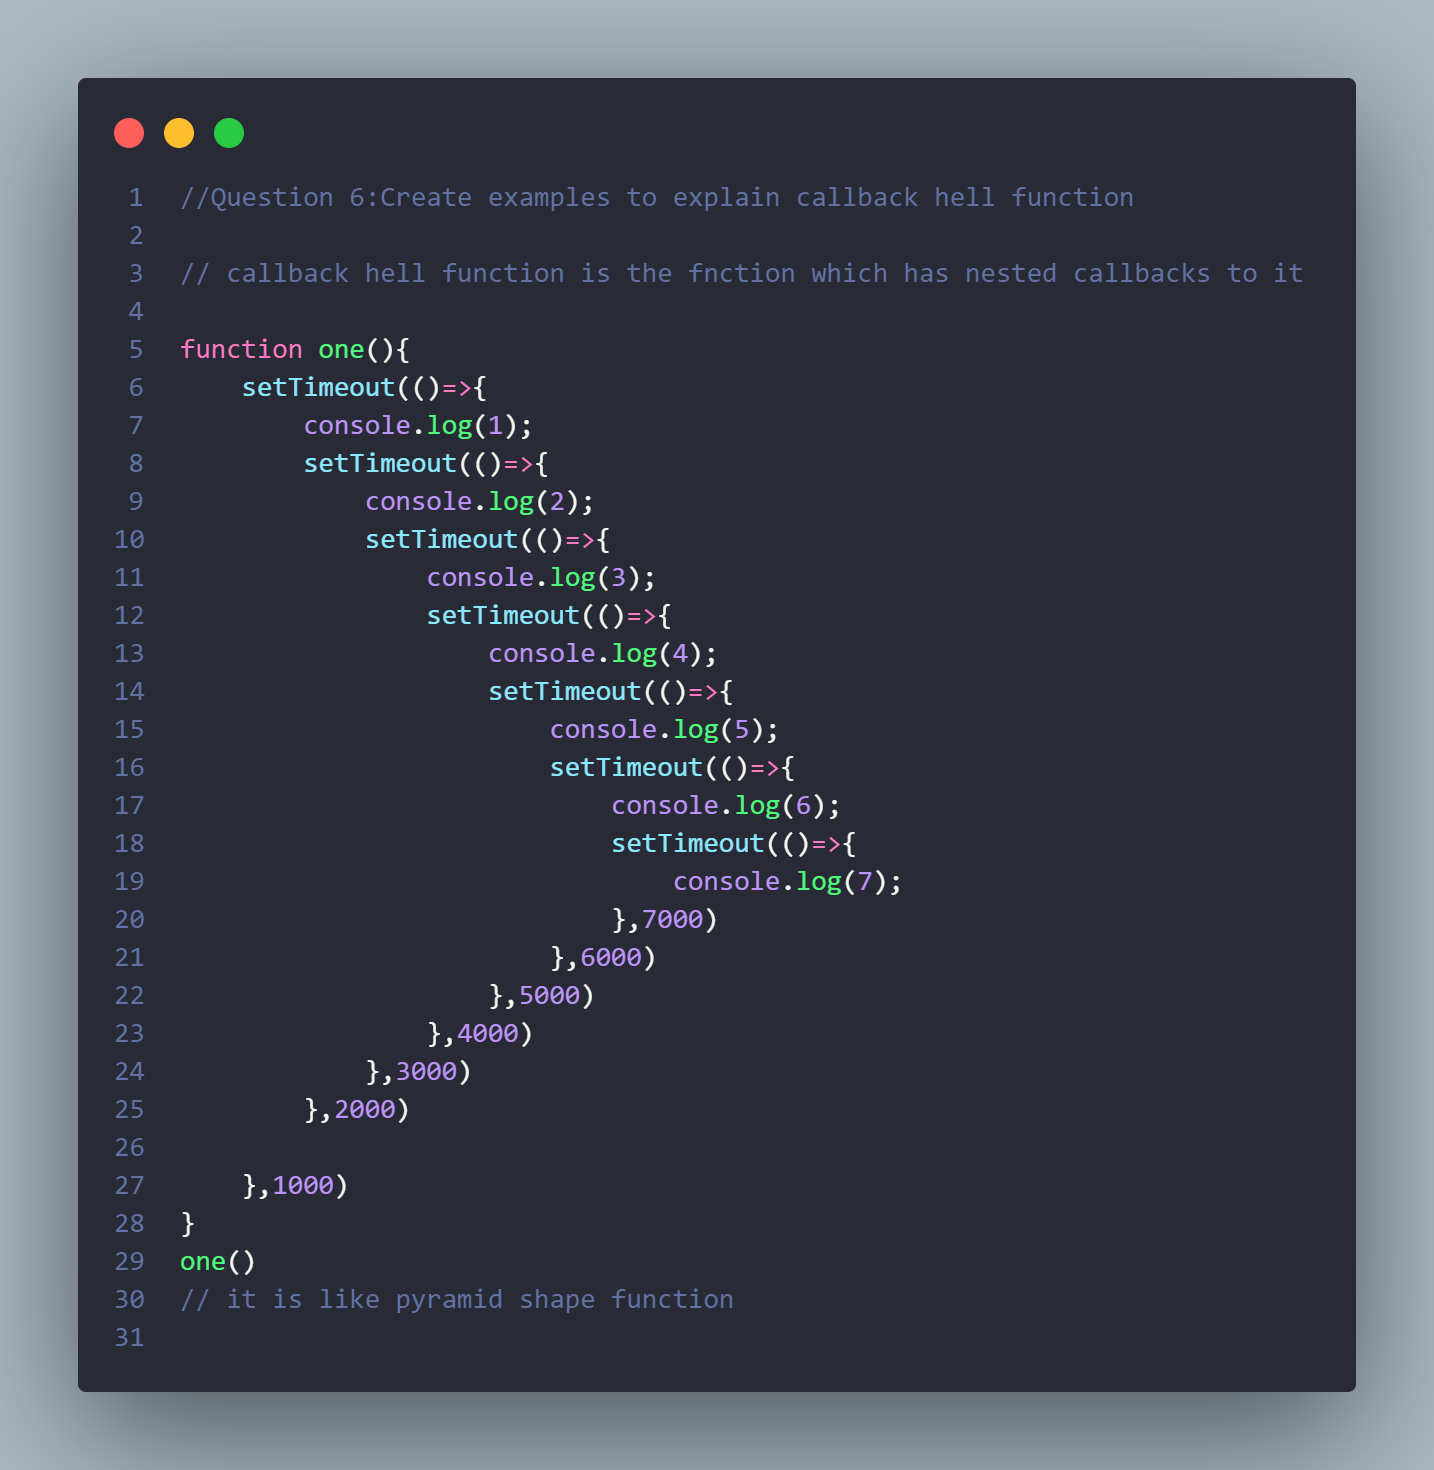 1 //Question 6:Create examples to explain callback hell function
2
3 // callback hell function is the fnction which has nested callbacks to it
4
5 function one(){
6     setTimeout(()=>{
7         console.log(1);
8         setTimeout(()=>{
9             console.log(2);
10             setTimeout(()=>{
11                 console.log(3);
12                 setTimeout(()=>{
13                     console.log(4);
14                     setTimeout(()=>{
15                         console.log(5);
16                         setTimeout(()=>{
17                             console.log(6);
18                             setTimeout(()=>{
19                                 console.log(7);
20                             },7000)
21                         },6000)
22                     },5000)
23                 },4000)
24             },3000)
25         },2000)
26
27     },1000)
28 }
29 one()
30 // it is like pyramid shape function
31